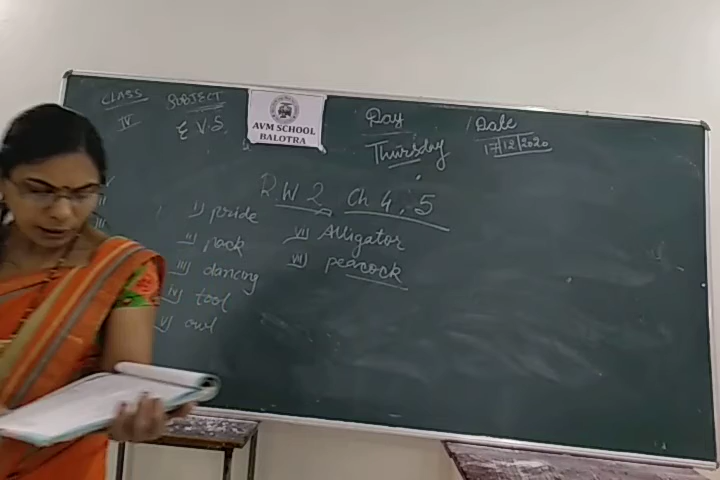 CLASS
IV
SUBJECT
E.V.S.
AVM SCHOOL
BALOTRA
Day
Thursday
Date
17/12/2020
R.W 2 Ch 4, 5
i) pride
ii) pack
iii) dancing
iv) tool
v) owl
vi) Alligator
vii) peacock